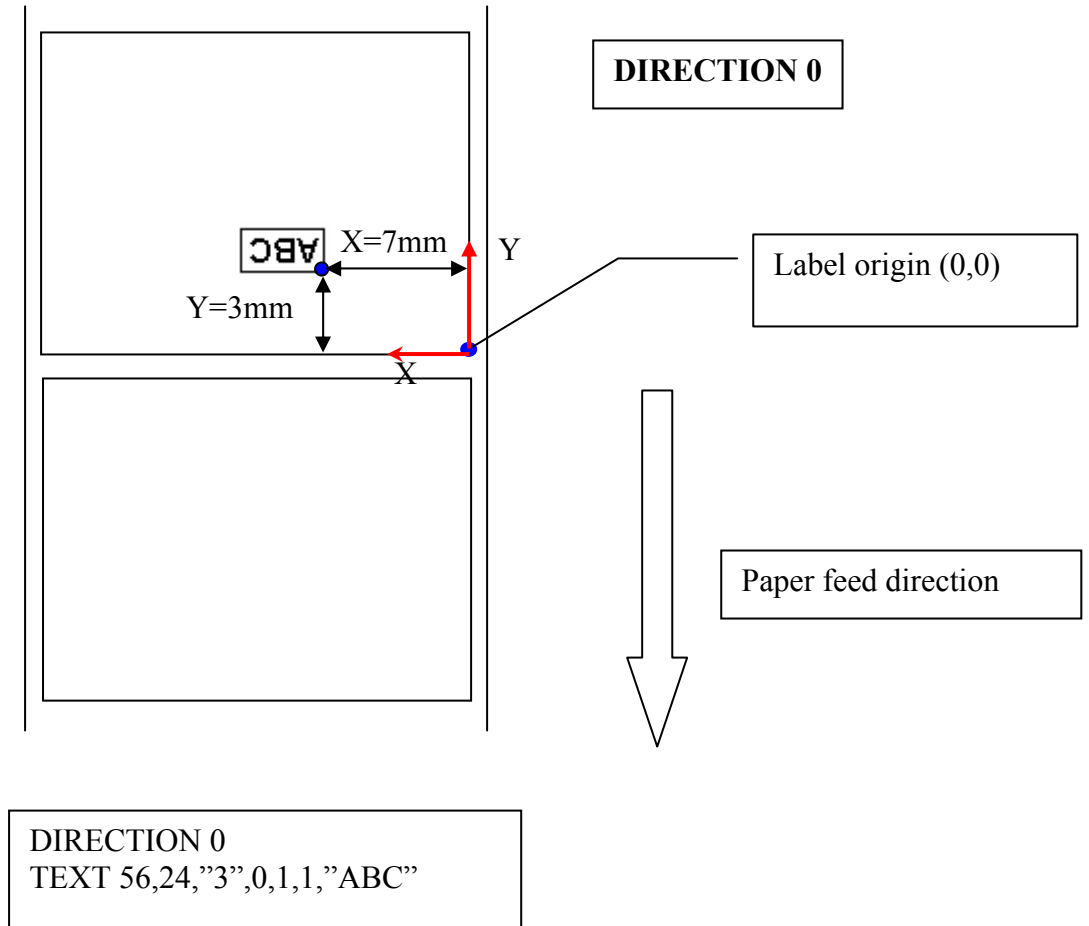 DIRECTION 0
ABC
X=7mm
Y
Label origin (0,0)
Y=3mm
X
Paper feed direction
DIRECTION 0
TEXT 56,24,”3”,0,1,1,”ABC”